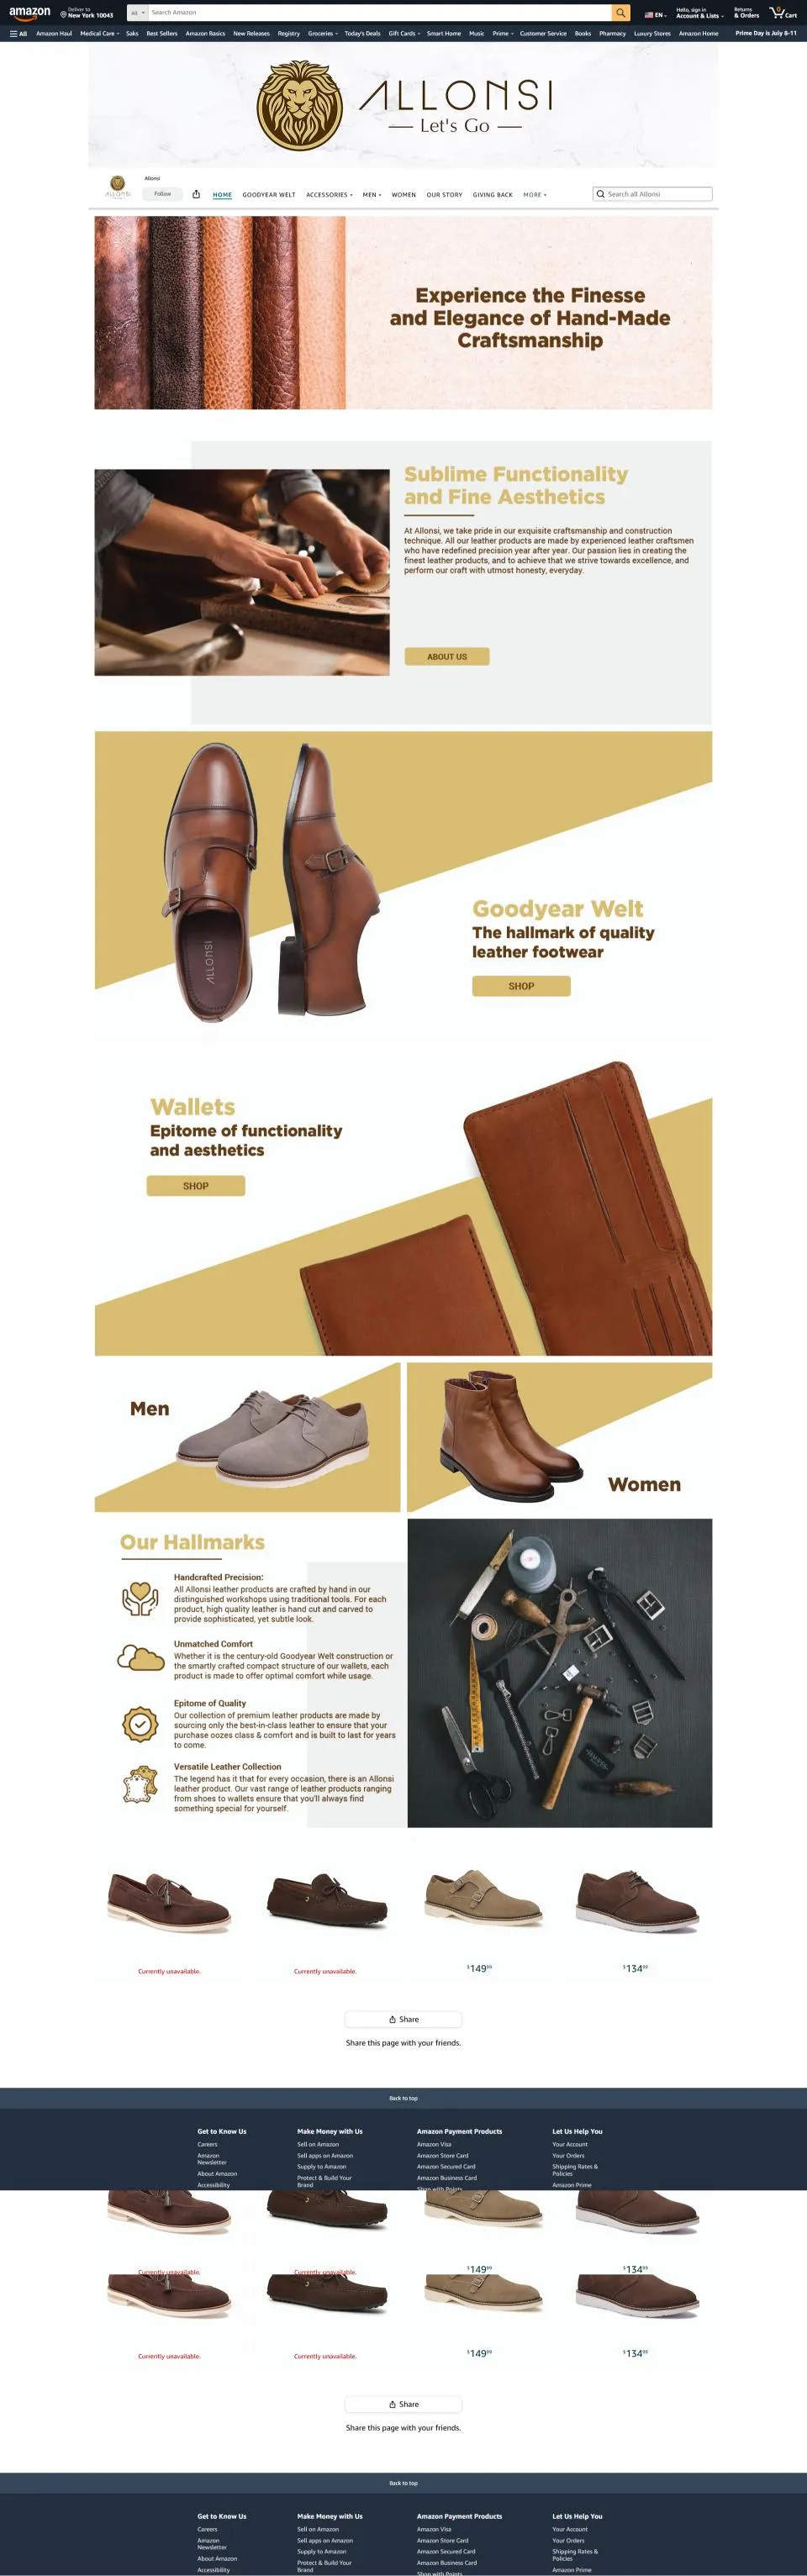 amazon
Deliver to
New York 10043
All
Search Amazon
EN
Hello, sign in
Account & Lists
Returns
& Orders
0
Cart
All
Amazon Haul
Medical Care
Saks
Best Sellers
Amazon Basics
New Releases
Registry
Groceries
Today's Deals
Gift Cards
Smart Home
Music
Prime
Customer Service
Books
Pharmacy
Luxury Stores
Amazon Home
Prime Day is July 8-11
ALLONSI
Let's Go
ALLONSI
Allonsi
Follow
HOME
GOODYEAR WELT
ACCESSORIES
MEN
WOMEN
OUR STORY
GIVING BACK
MORE
Search all Allonsi
Experience the Finesse
and Elegance of Hand-Made
Craftsmanship
Sublime Functionality
and Fine Aesthetics
At Allonsi, we take pride in our exquisite craftsmanship and construction
technique. All our leather products are made by experienced leather craftsmen
who have redefined precision year after year. Our passion lies in creating the
finest leather products, and to achieve that we strive towards excellence, and
perform our craft with utmost honesty, everyday.
ABOUT US
ALLONSI
Goodyear Welt
The hallmark of quality
leather footwear
SHOP
Wallets
Epitome of functionality
and aesthetics
SHOP
Men
Women
Our Hallmarks
Handcrafted Precision:
All Allonsi leather products are crafted by hand in our
distinguished workshops using traditional tools. For each
product, high quality leather is hand cut and carved to
provide sophisticated, yet subtle look.
Unmatched Comfort
Whether it is the century-old Goodyear Welt construction or
the smartly crafted compact structure of our wallets, each
product is made to offer optimal comfort while usage.
Epitome of Quality
Our collection of premium leather products are made by
sourcing only the best-in-class leather to ensure that your
purchase oozes class & comfort and is built to last for years
to come.
Versatile Leather Collection
The legend has it that for every occasion, there is an Allonsi
leather product. Our vast range of leather products ranging
from shoes to wallets ensure that you'll always find
something special for yourself.
Currently unavailable.
Currently unavailable.
$14999
$13499
Share
Share this page with your friends.
Back to top
Get to Know Us
Careers
Amazon
Newsletter
About Amazon
Accessibility
Make Money with Us
Sell on Amazon
Sell apps on Amazon
Supply to Amazon
Protect & Build Your
Brand
Amazon Payment Products
Amazon Visa
Amazon Store Card
Amazon Secured Card
Amazon Business Card
Shop with Points
Let Us Help You
Your Account
Your Orders
Shipping Rates &
Policies
Amazon Prime
Currently unavailable.
Currently unavailable.
$14999
$13499
Currently unavailable.
Currently unavailable.
$14999
$13499
Share
Share this page with your friends.
Back to top
Get to Know Us
Careers
Amazon
Newsletter
About Amazon
Accessibility
Make Money with Us
Sell on Amazon
Sell apps on Amazon
Supply to Amazon
Protect & Build Your
Brand
Amazon Payment Products
Amazon Visa
Amazon Store Card
Amazon Secured Card
Amazon Business Card
Shop with Points
Let Us Help You
Your Account
Your Orders
Shipping Rates &
Policies
Amazon Prime